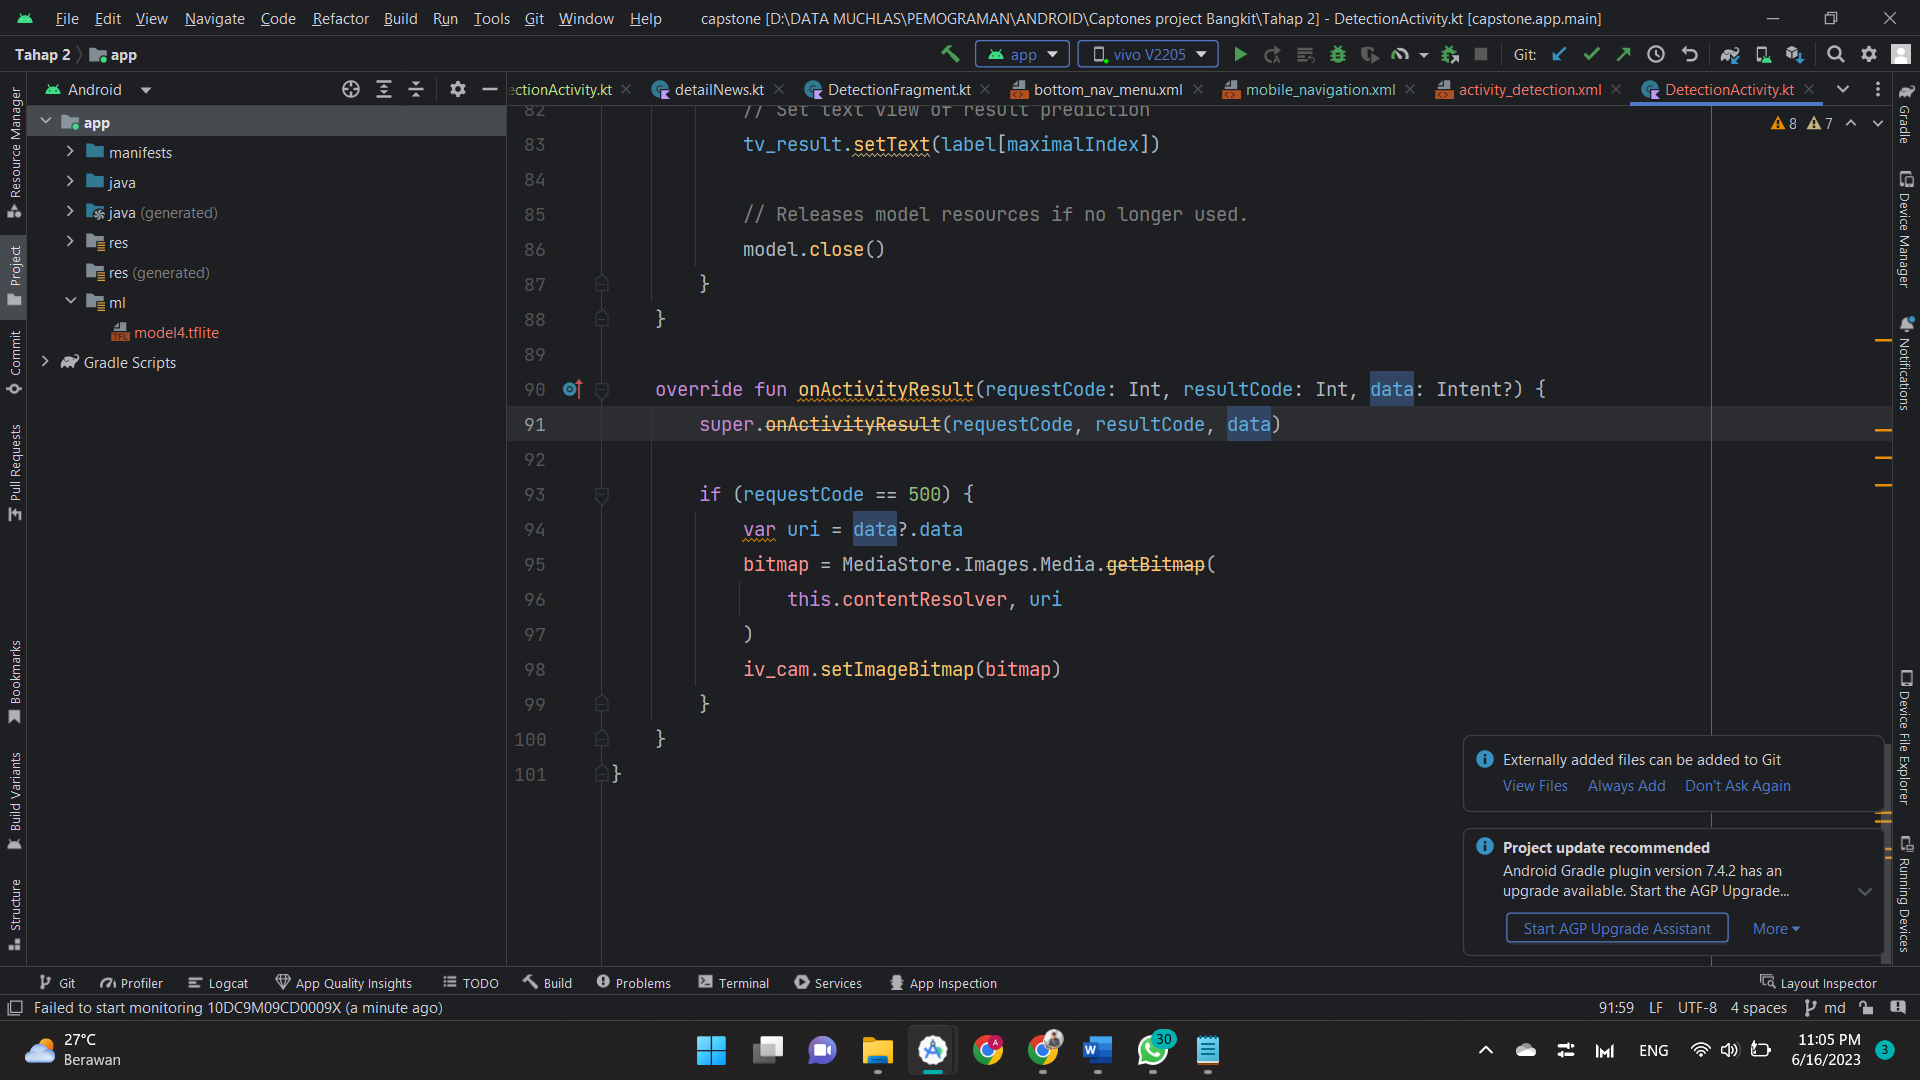 File Edit View Navigate Code Refactor Build Run Tools Git Window Help capstone [D:\DATA MUCHLAS\PEMOGRAMAN\ANDROID\Captones project Bangkit\Tahap 2] - DetectionActivity.kt [capstone.app.main]
Tahap 2 app app vivo V2205 Git:
Android ectionActivity.kt detailNews.kt DetectionFragment.kt bottom_nav_menu.xml mobile_navigation.xml activity_detection.xml DetectionActivity.kt
app
manifests
java
java (generated)
res
res (generated)
ml
model4.tflite
Gradle Scripts
Resource Manager
Project
Commit
Pull Requests
Bookmarks
Build Variants
Structure
8 7
82 // Set text view of result prediction
83 tv_result.setText(label[maximalIndex])
84
85 // Releases model resources if no longer used.
86 model.close()
87 }
88 }
89
90 override fun onActivityResult(requestCode: Int, resultCode: Int, data: Intent?) {
91 super.onActivityResult(requestCode, resultCode, data)
92
93 if (requestCode == 500) {
94 var uri = data?.data
95 bitmap = MediaStore.Images.Media.getBitmap(
96 this.contentResolver, uri
97 )
98 iv_cam.setImageBitmap(bitmap)
99 }
100 }
101 }
Gradle
Device Manager
Notifications
Device File Explorer
Running Devices
Externally added files can be added to Git
View Files Always Add Don't Ask Again
Project update recommended
Android Gradle plugin version 7.4.2 has an
upgrade available. Start the AGP Upgrade...
Start AGP Upgrade Assistant More
Git Profiler Logcat App Quality Insights TODO Build Problems Terminal Services App Inspection Layout Inspector
Failed to start monitoring 10DC9M09CD0009X (a minute ago) 91:59 LF UTF-8 4 spaces md
27°C
Berawan
30
ENG
11:05 PM
6/16/2023
3